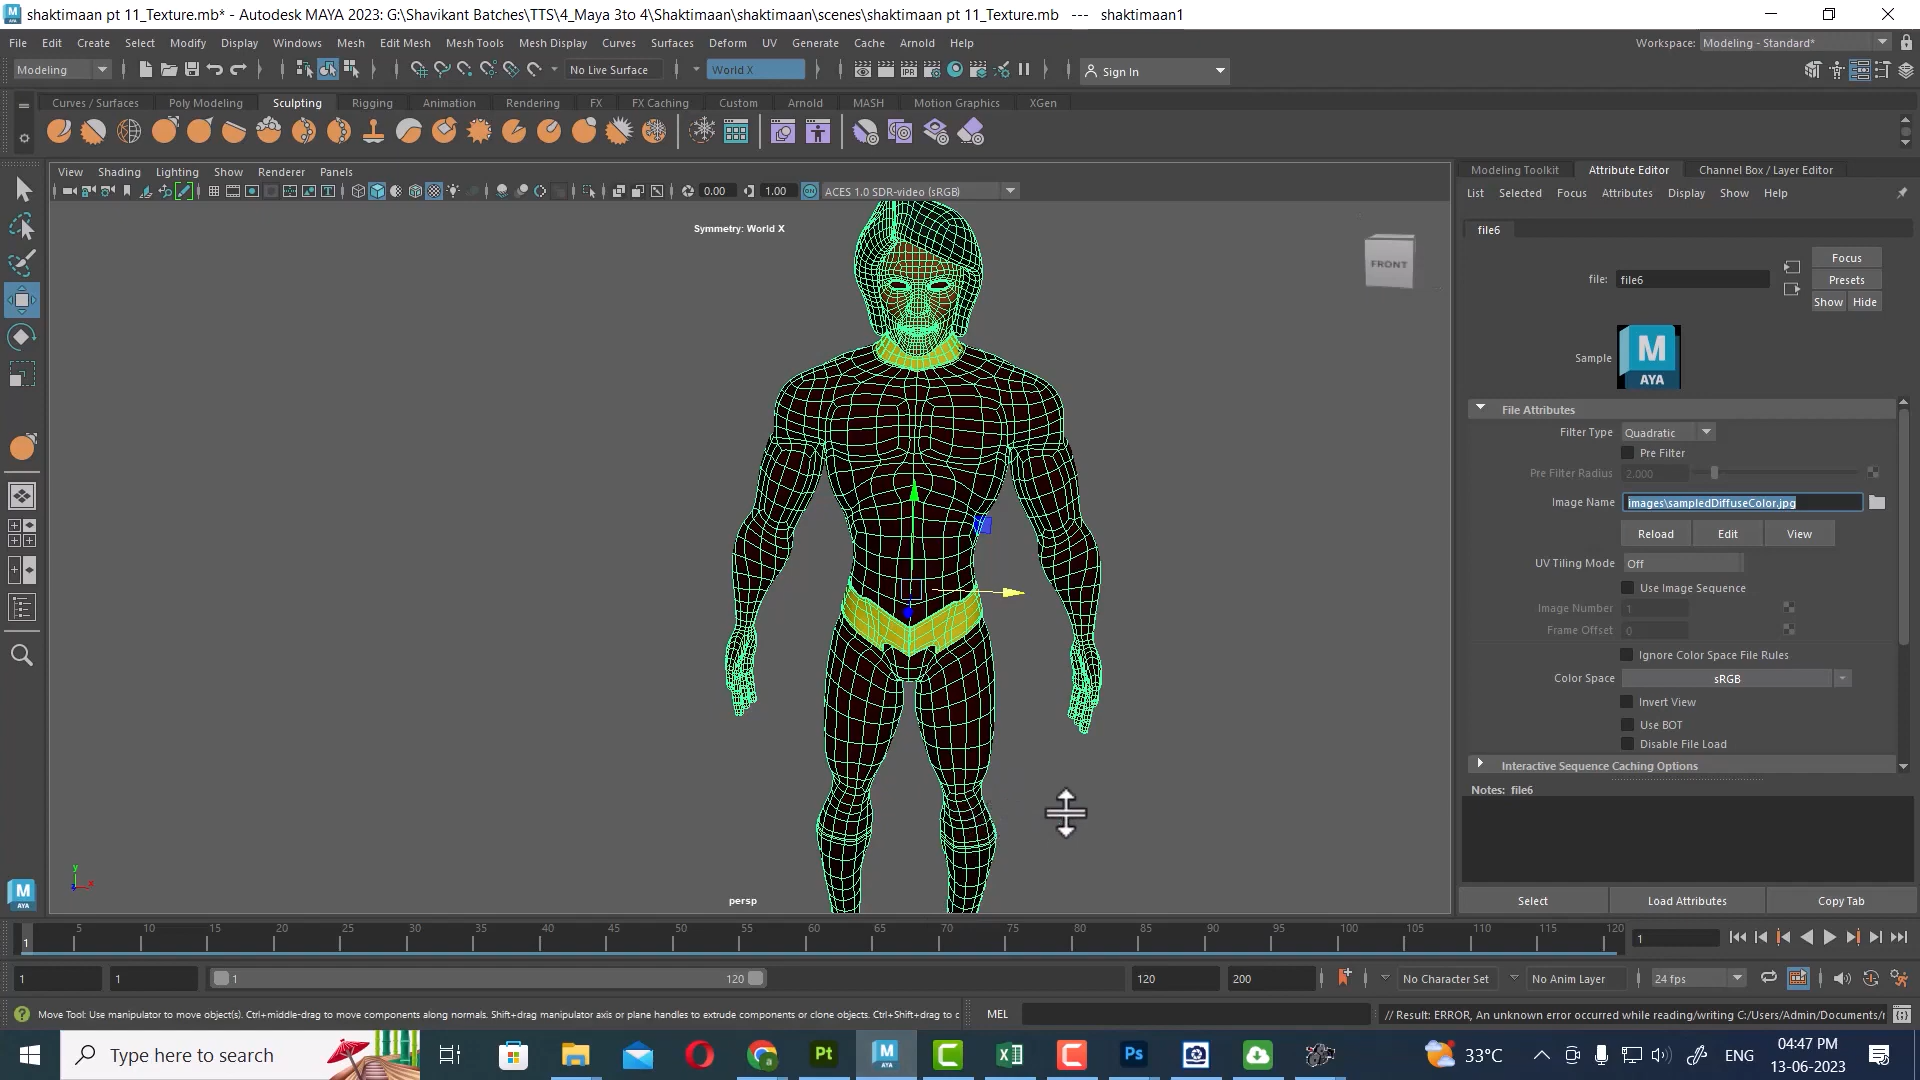 shaktimaan pt 11_Texture.mb* - Autodesk MAYA 2023: G:\Shavikant Batches\TTS\4_Maya 3to 4\Shaktimaan\shaktimaan\scenes\shaktimaan pt 11_Texture.mb --- shaktimaan1
File Edit Create Select Modify Display Windows Mesh Edit Mesh Mesh Tools Mesh Display Curves Surfaces Deform UV Generate Cache Arnold Help
Workspace: Modeling - Standard*
Modeling No Live Surface World X Sign In
Curves / Surfaces Poly Modeling Sculpting Rigging Animation Rendering FX FX Caching Custom Arnold MASH Motion Graphics XGen
View Shading Lighting Show Renderer Panels
0.00 1.00 ACES 1.0 SDR-video (sRGB)
Symmetry: World X
FRONT
persp
Modeling Toolkit Attribute Editor Channel Box / Layer Editor
List Selected Focus Attributes Display Show Help
file6
Focus
file: file6
Presets
Show Hide
Sample
M
AYA
File Attributes
Filter Type Quadratic
Pre Filter
Pre Filter Radius 2.000
Image Name images\sampledDiffuseColor.jpg
Reload Edit View
UV Tiling Mode Off
Use Image Sequence
Image Number 1
Frame Offset 0
Ignore Color Space File Rules
Color Space sRGB
Invert View
Use BOT
Disable File Load
Interactive Sequence Caching Options
Notes: file6
Select Load Attributes Copy Tab
5 10 15 20 25 30 35 40 45 50 55 60 65 70 75 80 85 90 95 100 105 110 115 120
1 1
1 1 1 120 120 200 No Character Set No Anim Layer 24 fps
Move Tool: Use manipulator to move object(s). Ctrl+middle-drag to move components along normals. Shift+drag manipulator axis or plane handles to extrude components or clone objects. Ctrl+Shift+drag to c
MEL
// Result: ERROR, An unknown error occurred while reading/writing C:/Users/Admin/Documents/r
Type here to search
33°C
ENG
04:47 PM
13-06-2023